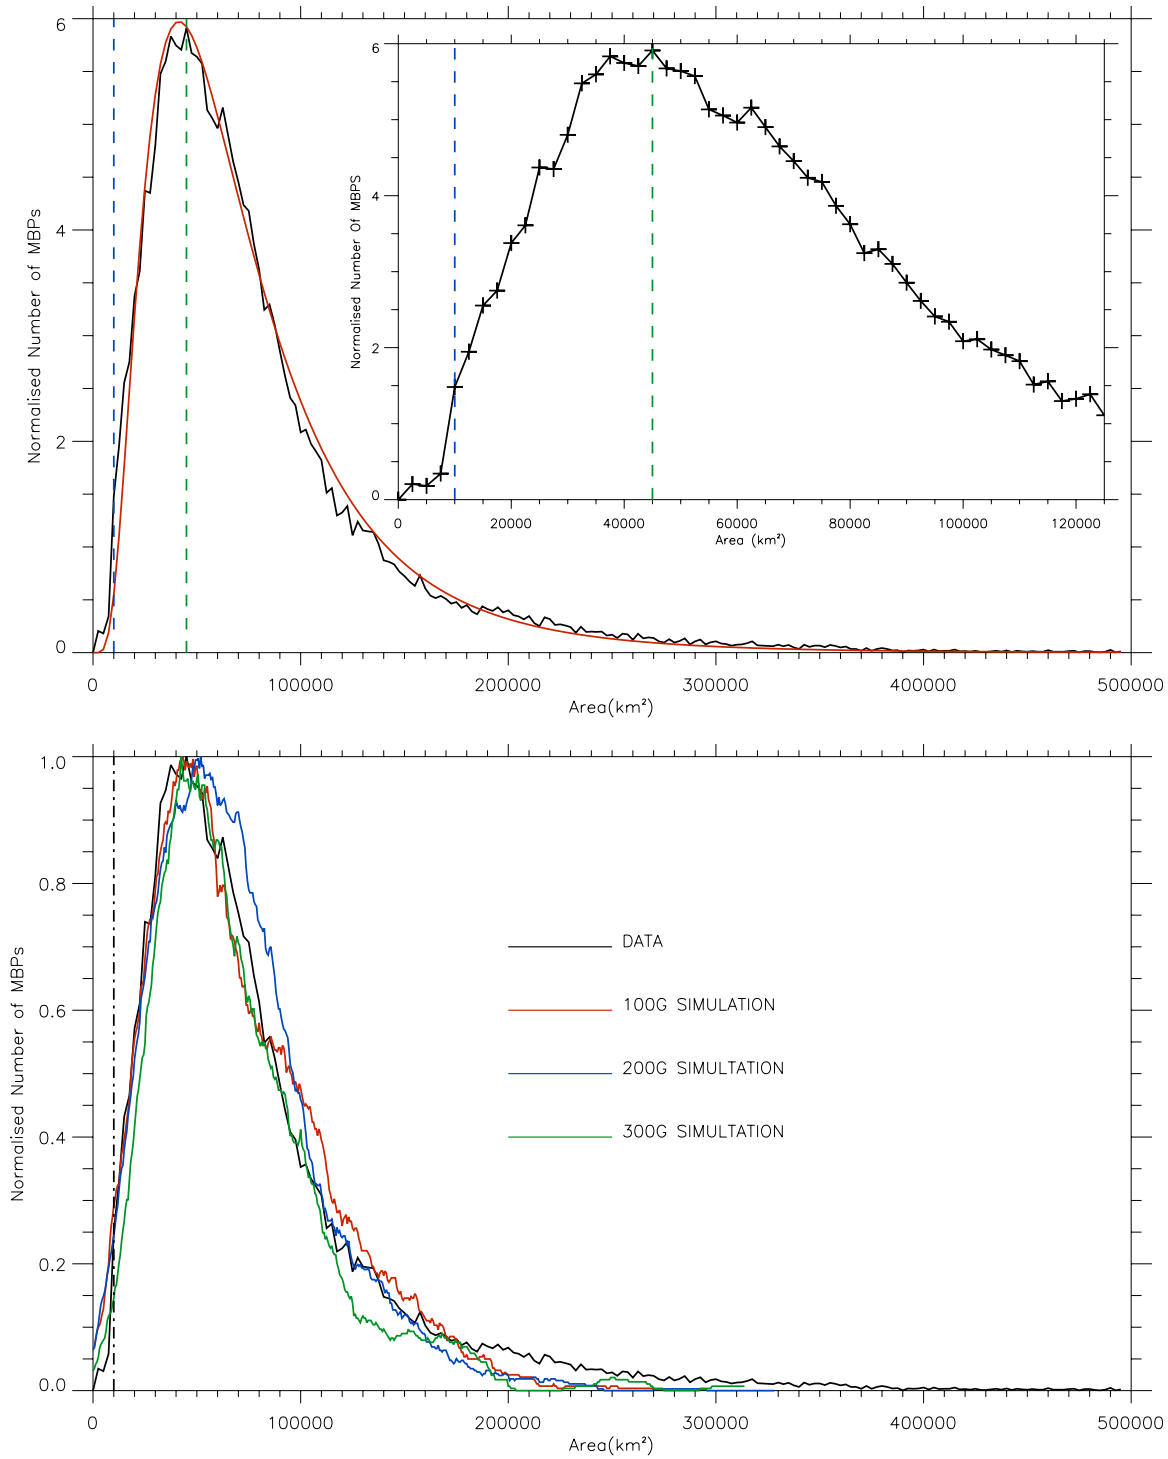 6
4
2
0
Normalised Number of MBPs
6
4
2
0
Normalised Number Of MBPS
0 20000 40000 60000 80000 100000 120000
Area (km²)
0 100000 200000 300000 400000 500000
Area(km²)
1.0
0.8
0.6
0.4
0.2
0.0
Normalised Number of MBPs
DATA
100G SIMULATION
200G SIMULTATION
300G SIMULTATION
0 100000 200000 300000 400000 500000
Area(km²)